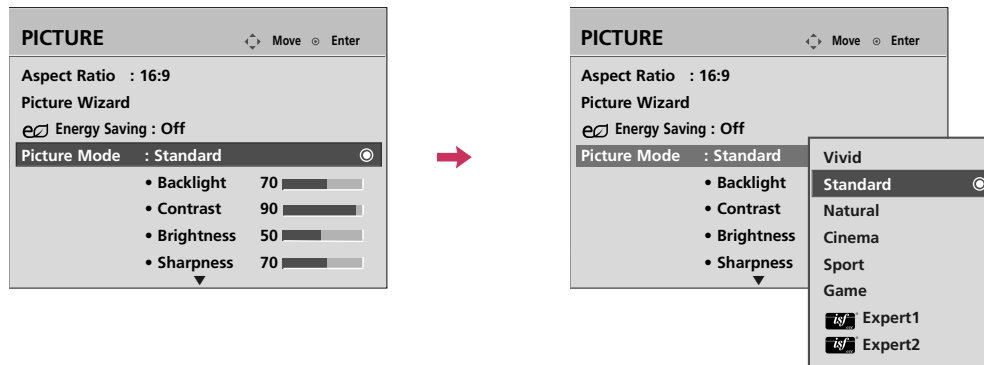 PICTURE
Move Enter
Aspect Ratio : 16:9
Picture Wizard
Energy Saving : Off
Picture Mode : Standard
• Backlight 70
• Contrast 90
• Brightness 50
• Sharpness 70
PICTURE
Move Enter
Aspect Ratio : 16:9
Picture Wizard
Energy Saving : Off
Picture Mode : Standard
• Backlight
• Contrast
• Brightness
• Sharpness
Vivid
Standard
Natural
Cinema
Sport
Game
isf Expert1
isf Expert2